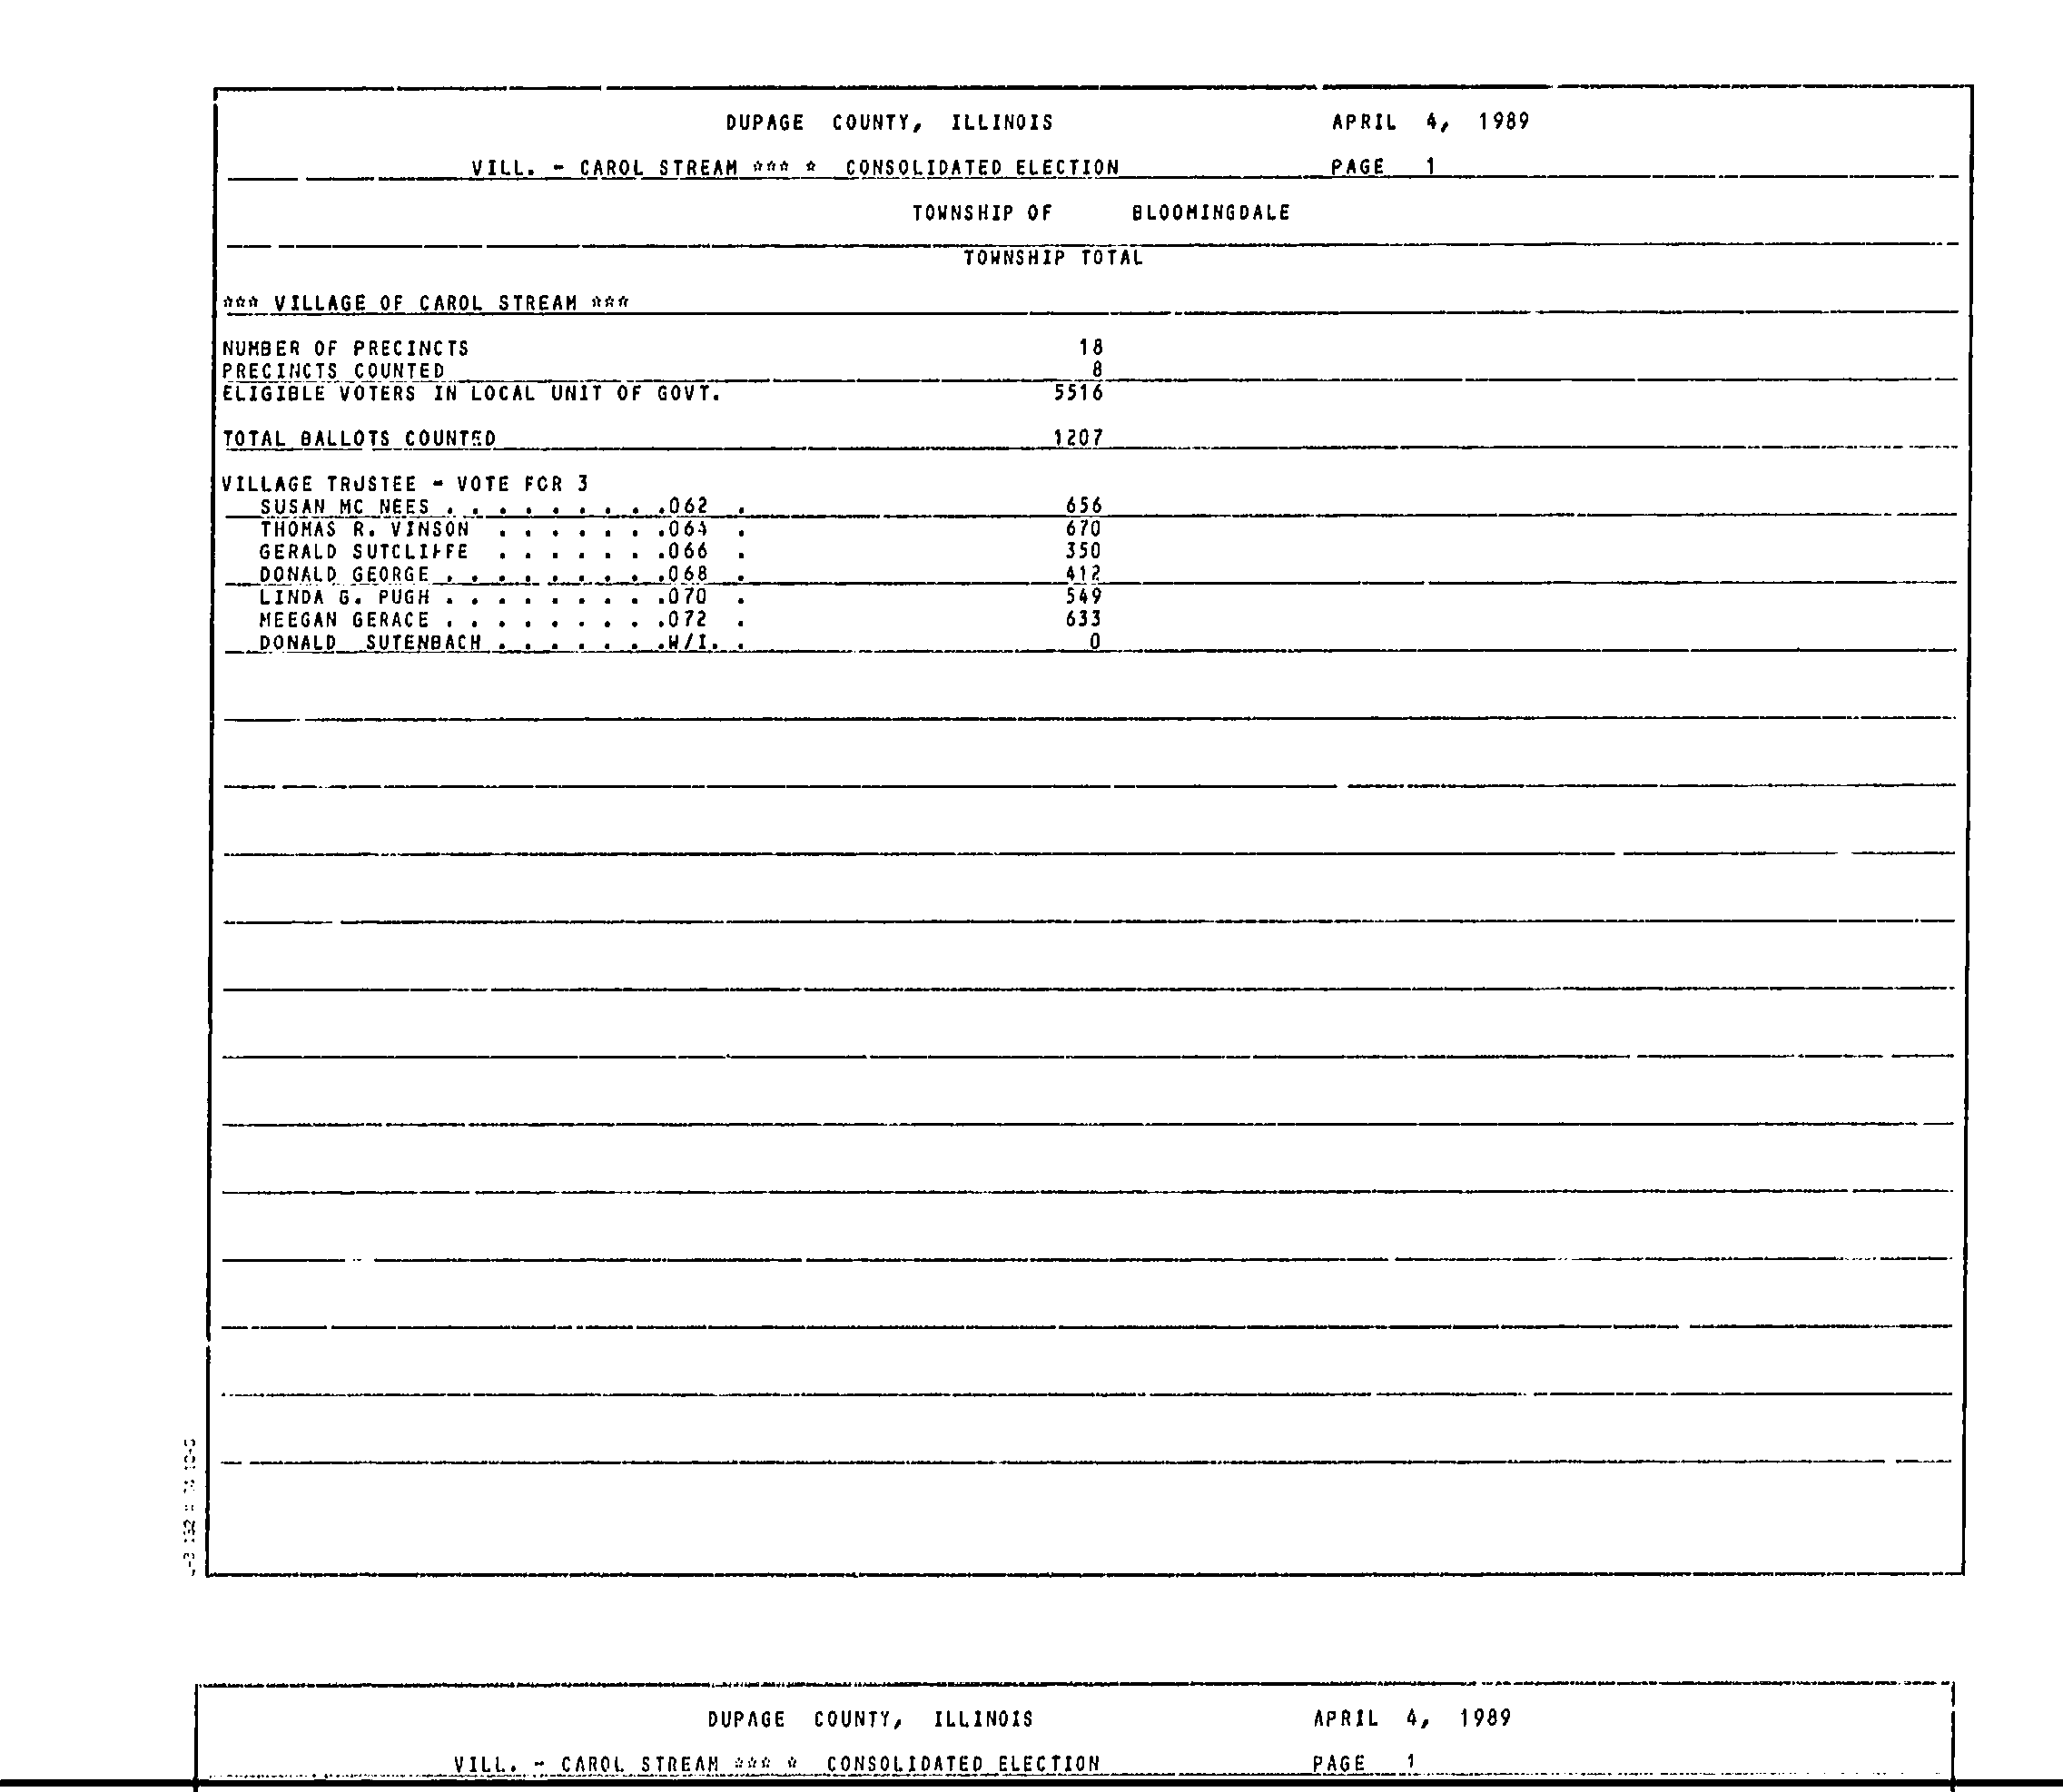 DUPAGE COUNTY, ILLINOIS APRIL 4, 1989
VILL. - CAROL STREAM *** * CONSOLIDATED ELECTION PAGE 1
TOWNSHIP OF BLOOMINGDALE
TOWNSHIP TOTAL
*** VILLAGE OF CAROL STREAM ***
NUMBER OF PRECINCTS 18
PRECINCTS COUNTED 8
ELIGIBLE VOTERS IN LOCAL UNIT OF GOVT. 5516
TOTAL BALLOTS COUNTED 1207
VILLAGE TRUSTEE - VOTE FOR 3
SUSAN MC NEES . . . . . . . . .062 . 656
THOMAS R. VINSON . . . . . . .064 . 670
GERALD SUTCLIFFE . . . . . . .066 . 350
DONALD GEORGE . . . . . . . . .068 . 412
LINDA G. PUGH . . . . . . . . .070 . 549
MEEGAN GERACE . . . . . . . . .072 . 633
DONALD SUTENBACH . . . . . . .W/I. . 0
DUPAGE COUNTY, ILLINOIS APRIL 4, 1989
VILL. - CAROL STREAM *** * CONSOLIDATED ELECTION PAGE 1